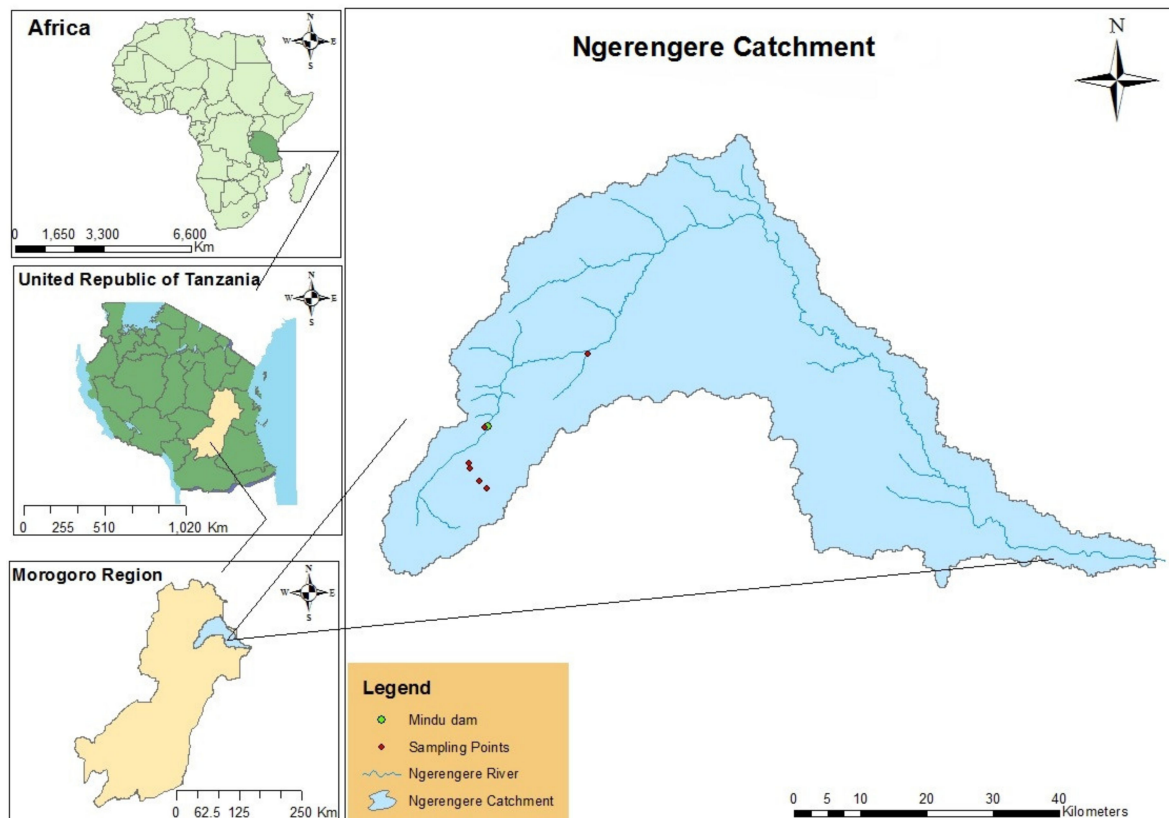 Africa
N
W E
S
0 1,650 3,300 6,600
Km
United Republic of Tanzania
N
W E
S
0 255 510 1,020 Km
Morogoro Region
N
W E
S
0 62.5 125 250 Km
Ngerengere Catchment
N
Legend
Mindu dam
Sampling Points
Ngerengere River
Ngerengere Catchment
0 5 10 20 30 40
Kilometers